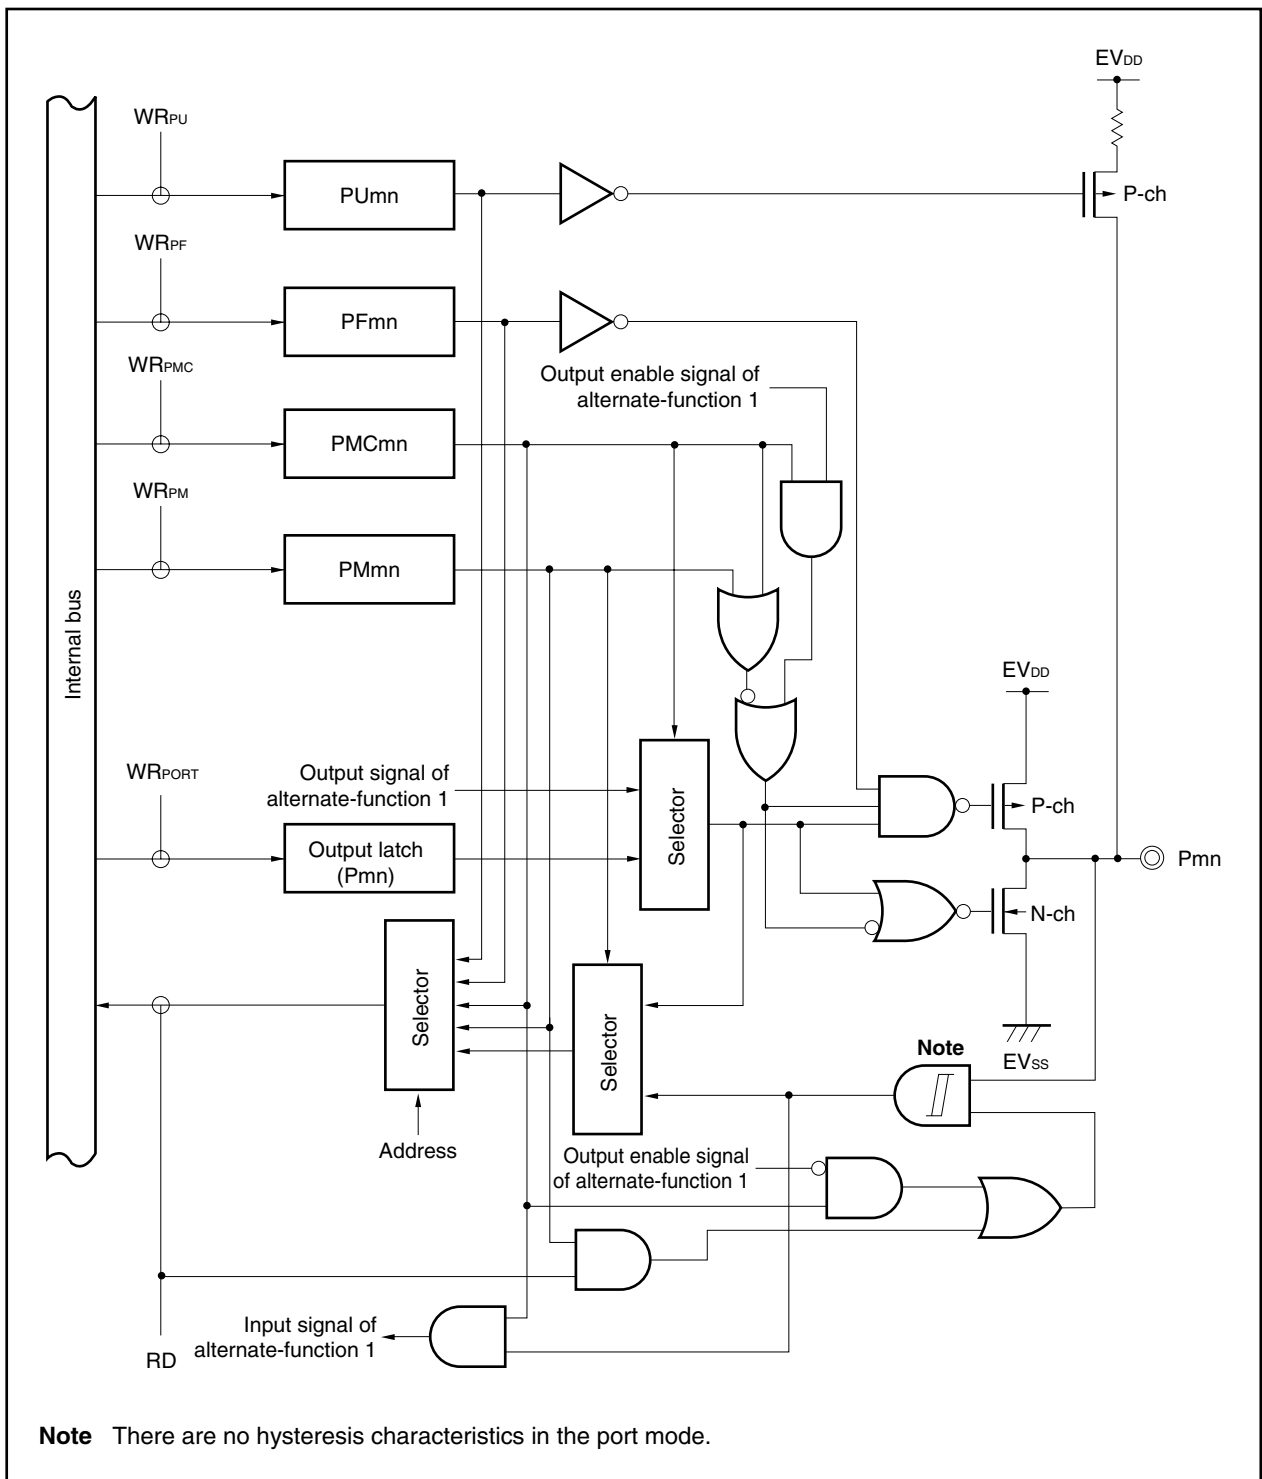 EVDD
WRPU
PUmn
P-ch
WRPF
PFmn
WRPMC
Output enable signal of
alternate-function 1
PMCmn
WRPM
PMmn
Internal bus
EVDD
WRPORT
Output signal of
alternate-function 1
Selector
P-ch
Output latch
(Pmn)
Pmn
N-ch
Selector
Selector
Note
EVSS
Address
Output enable signal
of alternate-function 1
Input signal of
alternate-function 1
RD
Note There are no hysteresis characteristics in the port mode.